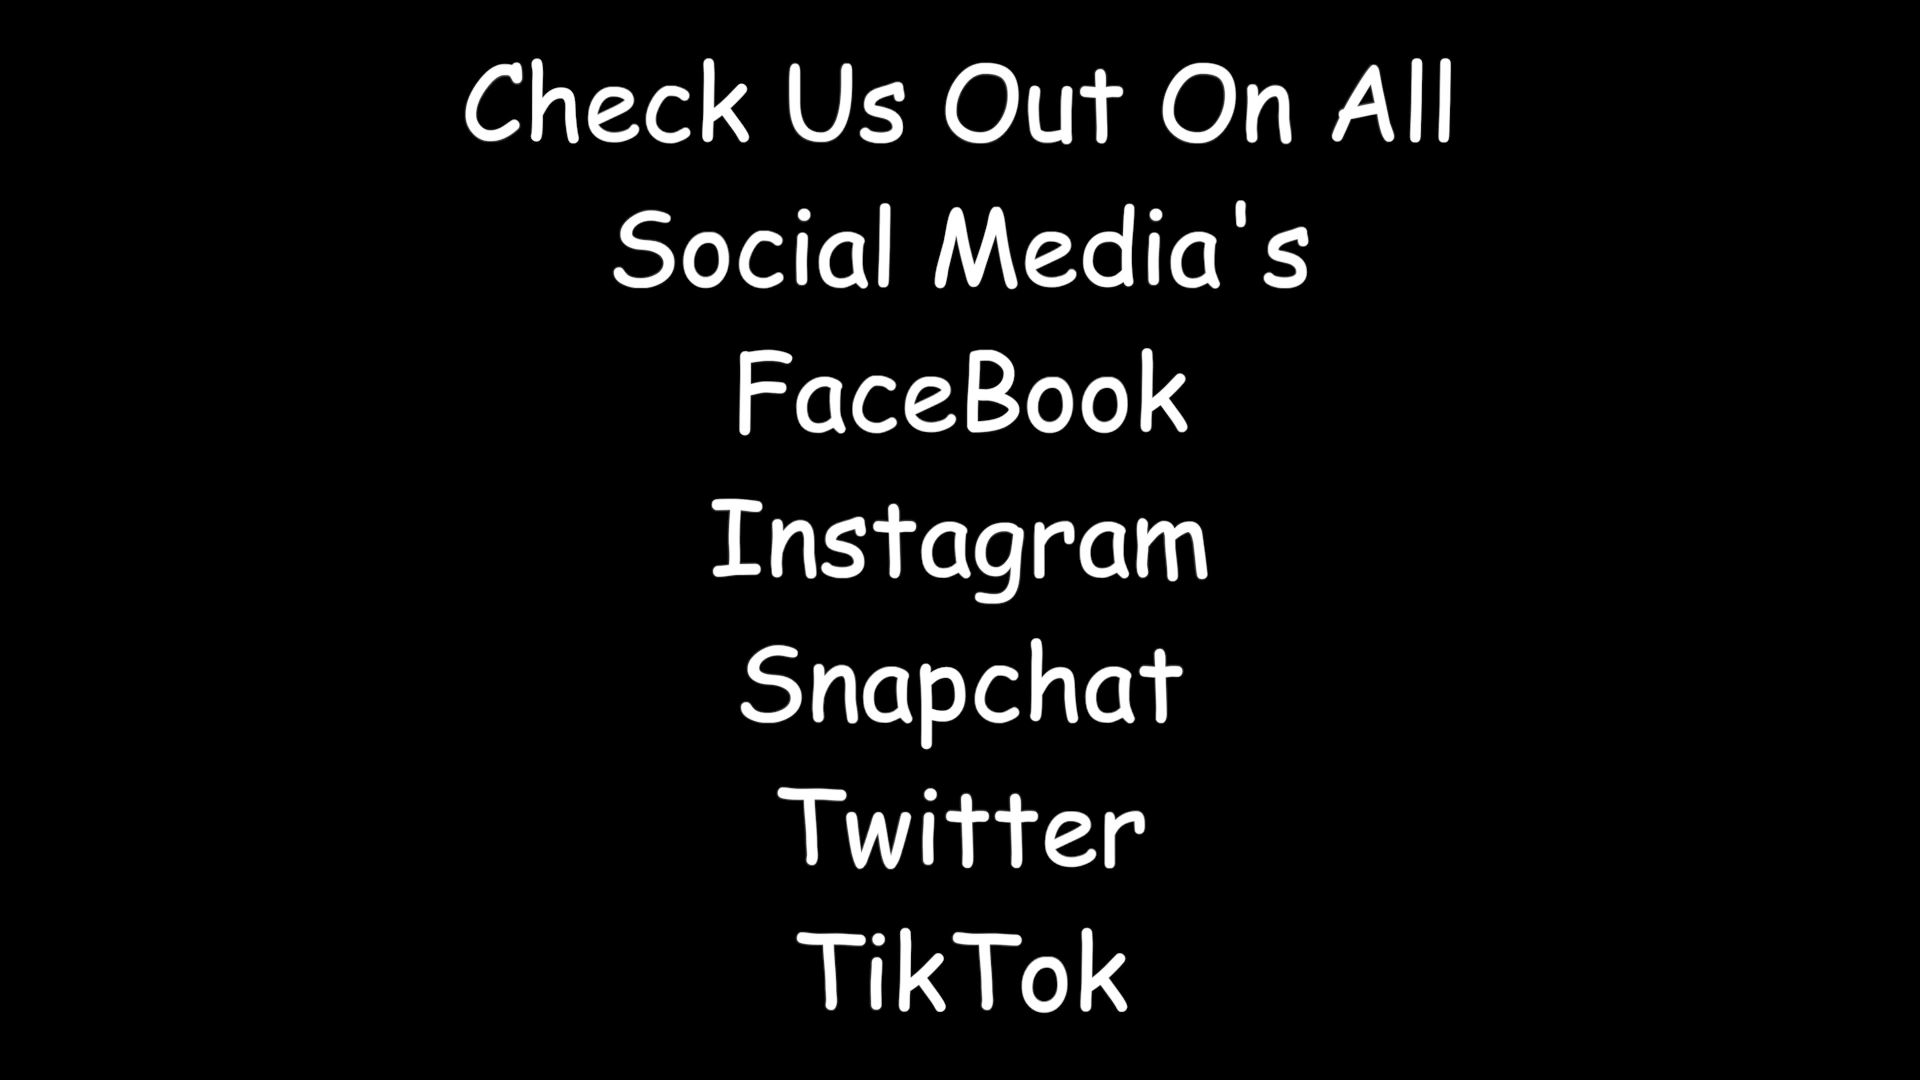 Check Us Out On All
Social Media's
FaceBook
Instagram
Snapchat
Twitter
TikTok